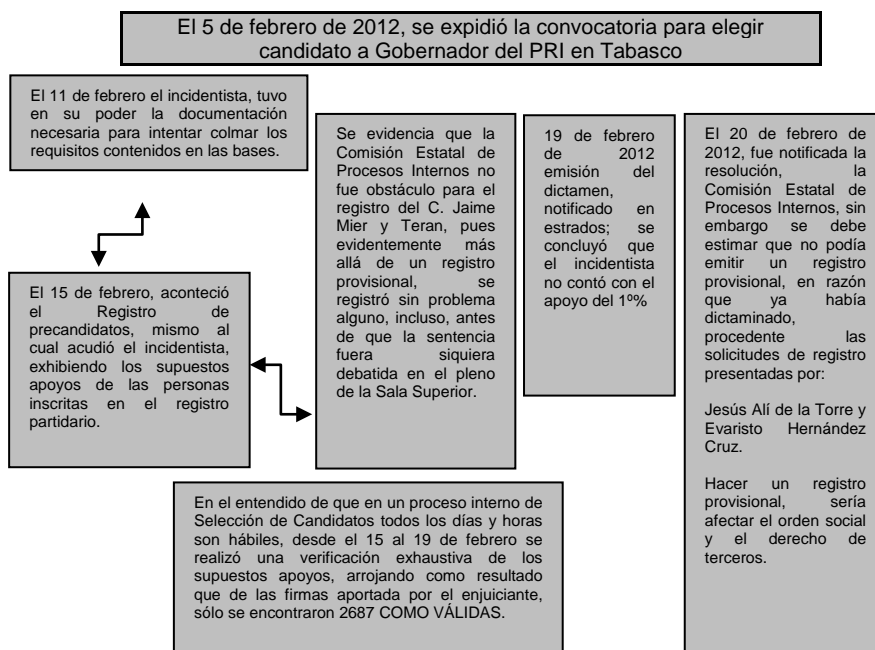 El 5 de febrero de 2012, se expidió la convocatoria para elegir
candidato a Gobernador del PRI en Tabasco
El 11 de febrero el incidentista, tuvo
en su poder la documentación
necesaria para intentar colmar los
requisitos contenidos en las bases.
El 15 de febrero, aconteció
el Registro de
precandidatos, mismo al
cual acudió el incidentista,
exhibiendo los supuestos
apoyos de las personas
inscritas en el registro
partidario.
Se evidencia que la
Comisión Estatal de
Procesos Internos no
fue obstáculo para el
registro del C. Jaime
Mier y Teran, pues
evidentemente más
allá de un registro
provisional, se
registró sin problema
alguno, incluso, antes
de que la sentencia
fuera siquiera
debatida en el pleno
de la Sala Superior.
19 de febrero
de 2012
emisión del
dictamen,
notificado en
estrados; se
concluyó que
el incidentista
no contó con el
apoyo del 1º%
El 20 de febrero de
2012, fue notificada la
resolución, la
Comisión Estatal de
Procesos Internos, sin
embargo se debe
estimar que no podía
emitir un registro
provisional, en razón
que ya había
dictaminado,
procedente las
solicitudes de registro
presentadas por:
Jesús Alí de la Torre y
Evaristo Hernández
Cruz.
Hacer un registro
provisional, sería
afectar el orden social
y el derecho de
terceros.
En el entendido de que en un proceso interno de
Selección de Candidatos todos los días y horas
son hábiles, desde el 15 al 19 de febrero se
realizó una verificación exhaustiva de los
supuestos apoyos, arrojando como resultado
que de las firmas aportada por el enjuiciante,
sólo se encontraron 2687 COMO VÁLIDAS.